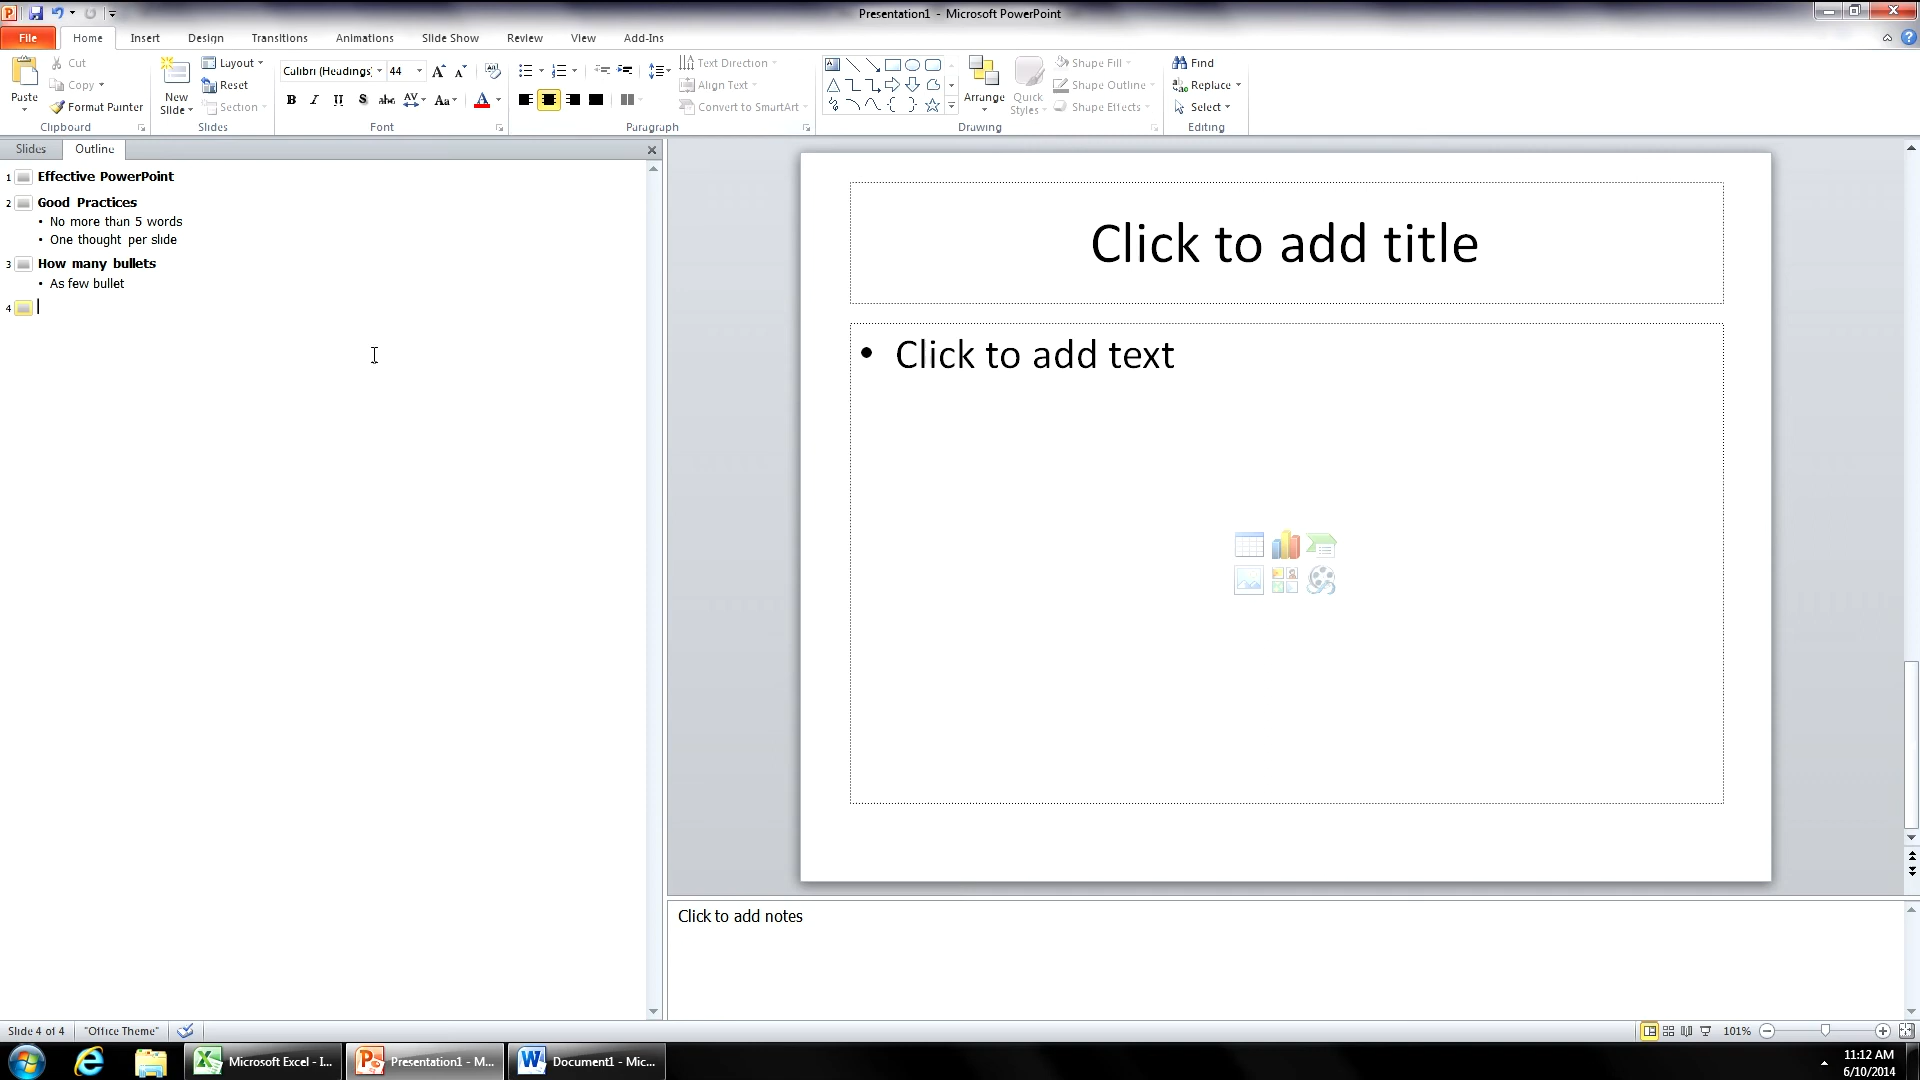 Presentation1 - Microsoft PowerPoint
File Home Insert Design Transitions Animations Slide Show Review View Add-Ins
Paste
Cut
Copy
Format Painter
Clipboard
New Slide
Layout
Reset
Section
Slides
Calibri (Headings) 44
B I U S abc AV Aa A
Font
Text Direction
Align Text
Convert to SmartArt
Paragraph
Arrange
Quick Styles
Shape Fill
Shape Outline
Shape Effects
Drawing
Find
Replace
Select
Editing
Slides Outline
1 Effective PowerPoint
2 Good Practices
• No more than 5 words
• One thought per slide
3 How many bullets
• As few bullet
4
Click to add title
• Click to add text
Click to add notes
Slide 4 of 4 "Office Theme" 101%
Microsoft Excel - I... Presentation1 - M... Document1 - Mic...
11:12 AM
6/10/2014